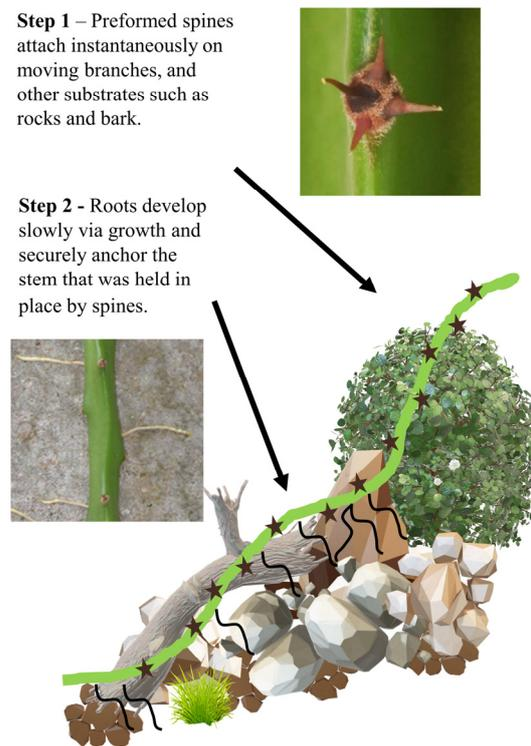 Step 1 – Preformed spines
attach instantaneously on
moving branches, and
other substrates such as
rocks and bark.
Step 2 - Roots develop
slowly via growth and
securely anchor the
stem that was held in
place by spines.